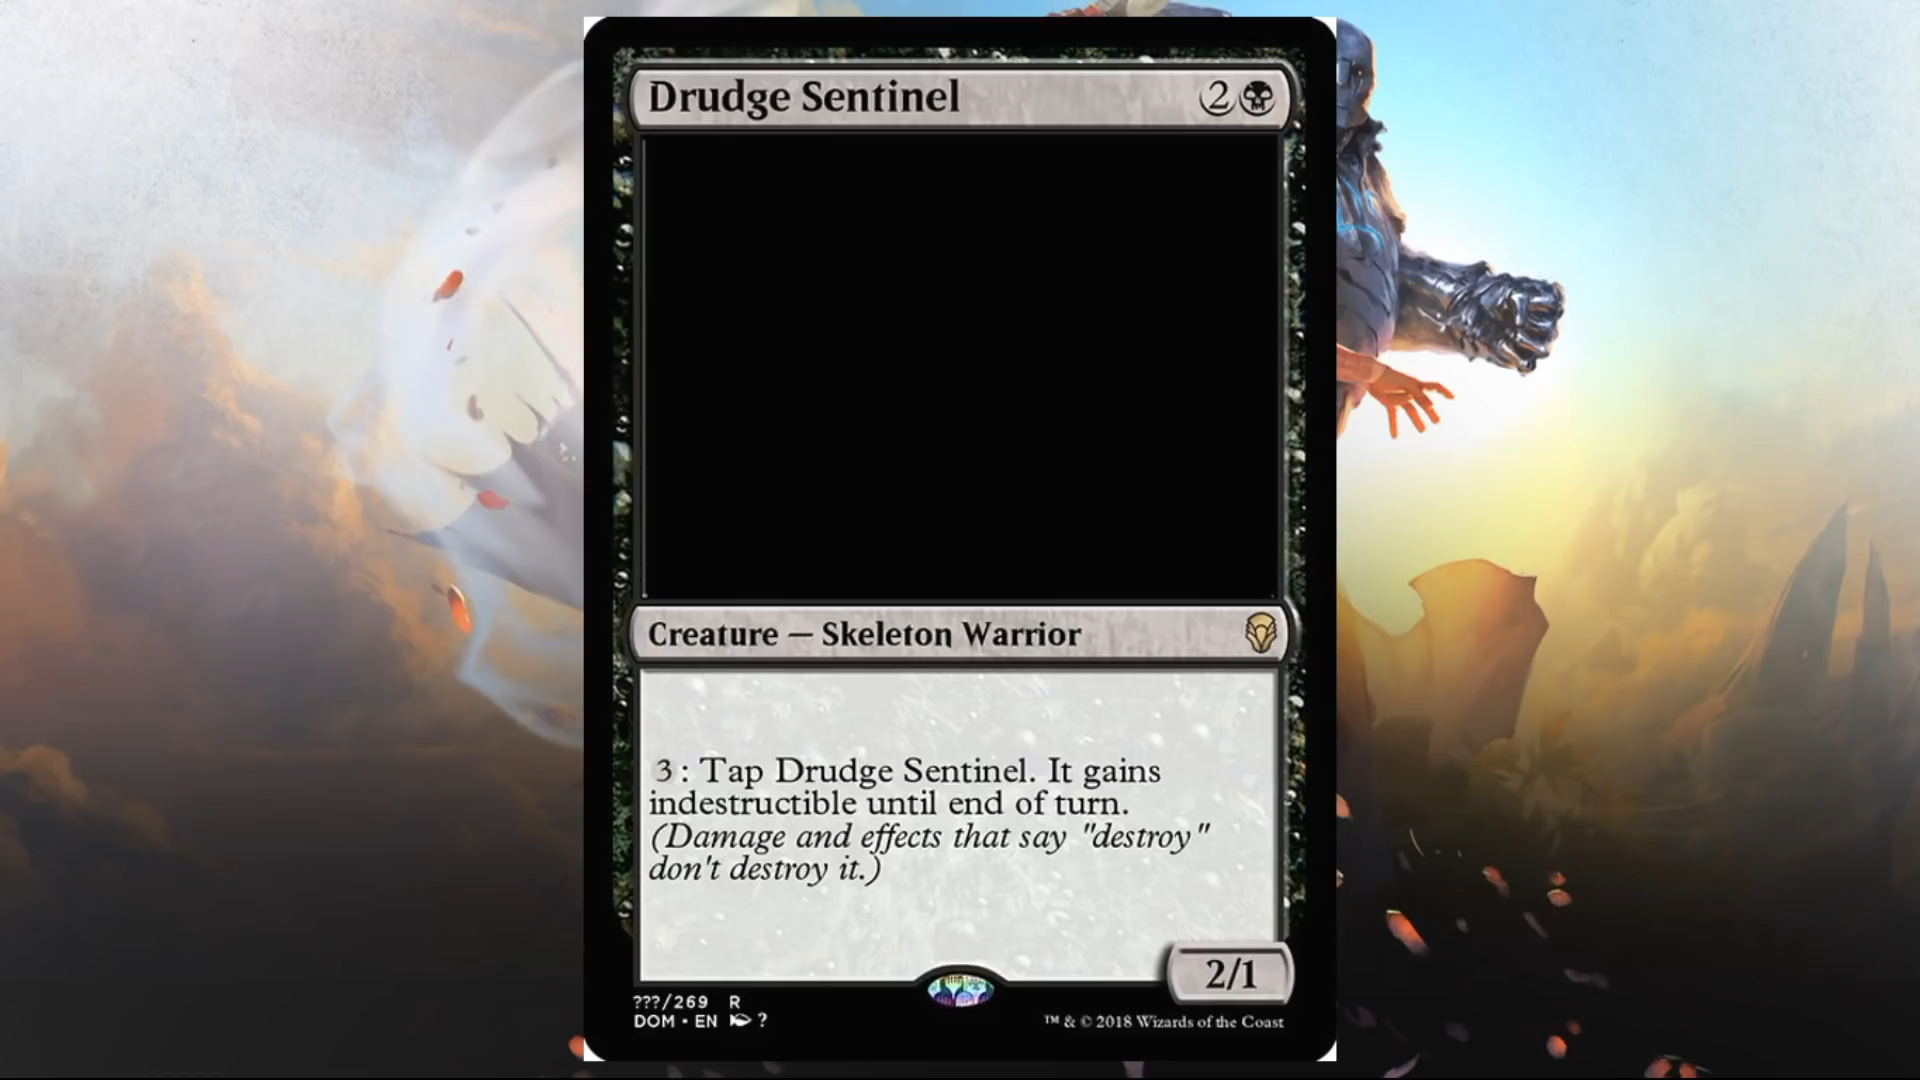 Drudge Sentinel 2
Creature — Skeleton Warrior
3: Tap Drudge Sentinel. It gains
indestructible until end of turn.
(Damage and effects that say "destroy"
don't destroy it.)
2/1
???/269 R
DOM • EN ?
™ & © 2018 Wizards of the Coast